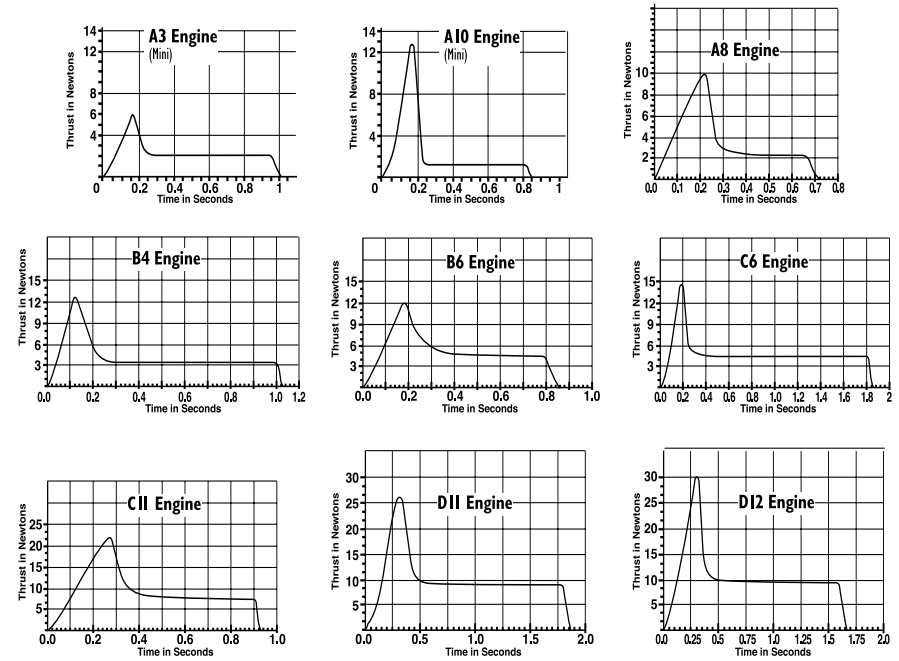 A3 Engine
(Mini)
Thrust in Newtons
14
12
8
6
4
0
0.2 0.4 0.6 0.8 1
Time in Seconds
A10 Engine
(Mini)
Thrust in Newtons
14
12
8
4
0
0.2 0.4 0.6 0.8 1
Time in Seconds
A8 Engine
Thrust in Newtons
10
8
6
4
2
0.0 0.1 0.2 0.3 0.4 0.5 0.6 0.7 0.8
Time in Seconds
B4 Engine
Thrust in Newtons
15
12
9
6
3
0.0 0.2 0.4 0.6 0.8 1.0 1.2
Time in Seconds
B6 Engine
Thrust in Newtons
15
12
9
6
3
0.0 0.2 0.4 0.6 0.8 1.0
Time in Seconds
C6 Engine
Thrust in Newtons
15
12
9
6
3
0.0 0.2 0.4 0.6 0.8 1.0 1.2 1.4 1.6 1.8 2
Time in Seconds
C11 Engine
Thrust in Newtons
25
20
15
10
5
0.0 0.2 0.4 0.6 0.8 1.0
Time in Seconds
D11 Engine
Thrust in Newtons
30
25
20
15
10
5
0.0 0.5 1.0 1.5 2.0
Time in Seconds
D12 Engine
Thrust in Newtons
30
25
20
15
10
5
0.0 0.25 0.5 0.75 1.0 1.25 1.5 1.75 2.0
Time in Seconds